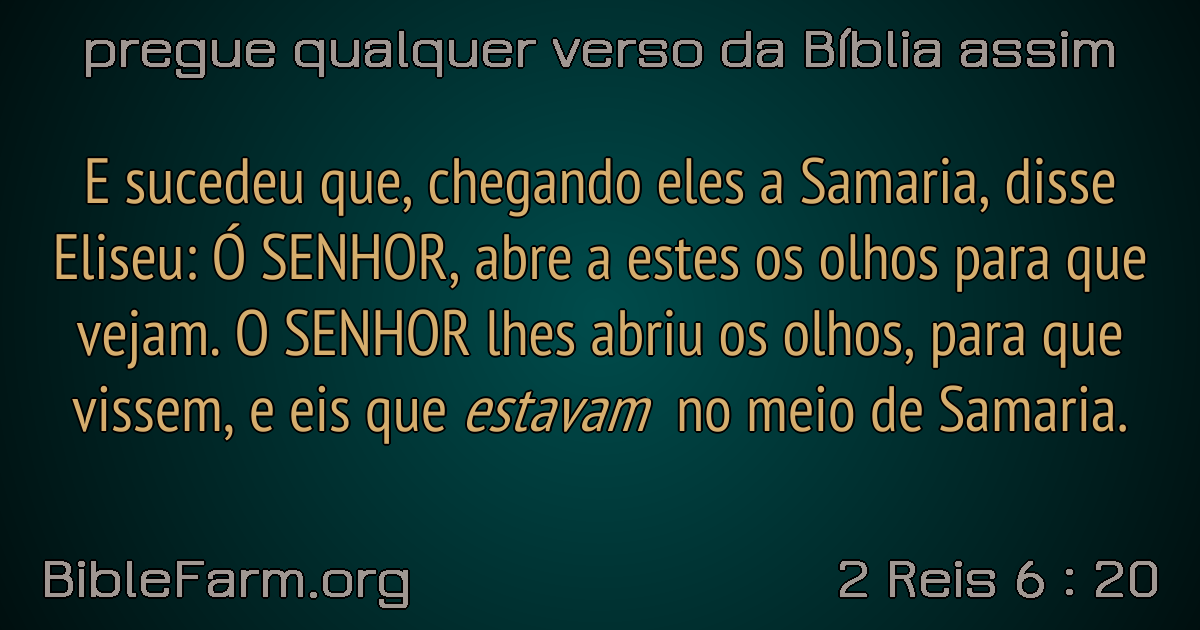 pregue qualquer verso da Bíblia assim
E sucedeu que, chegando eles a Samaria, disse
Eliseu: Ó SENHOR, abre a estes os olhos para que
vejam. O SENHOR lhes abriu os olhos, para que
vissem, e eis que estavam no meio de Samaria.
BibleFarm.org
2 Reis 6 : 20